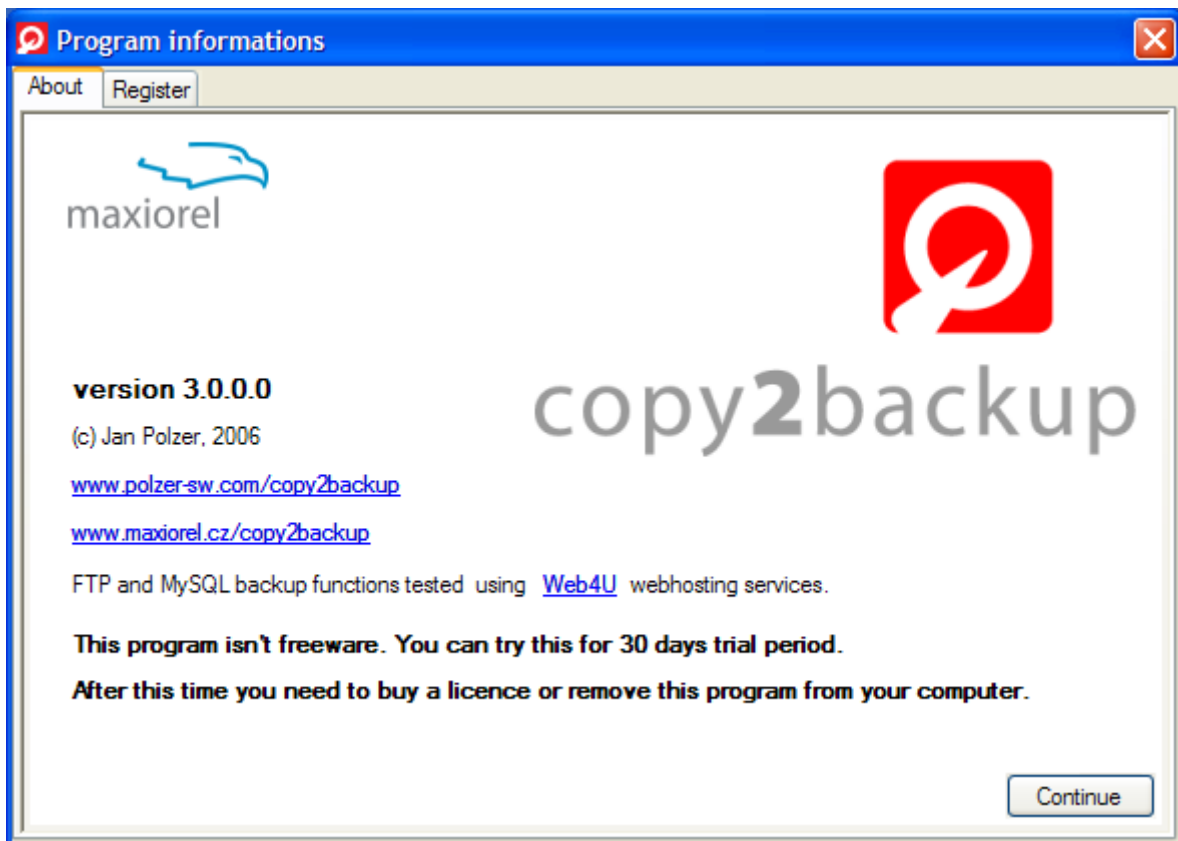 Program informations
About
Register
maxiorel
copy2backup
version 3.0.0.0
(c) Jan Polzer, 2006
www.polzer-sw.com/copy2backup
www.maxiorel.cz/copy2backup
FTP and MySQL backup functions tested using Web4U webhosting services.
This program isn't freeware. You can try this for 30 days trial period.
After this time you need to buy a licence or remove this program from your computer.
Continue